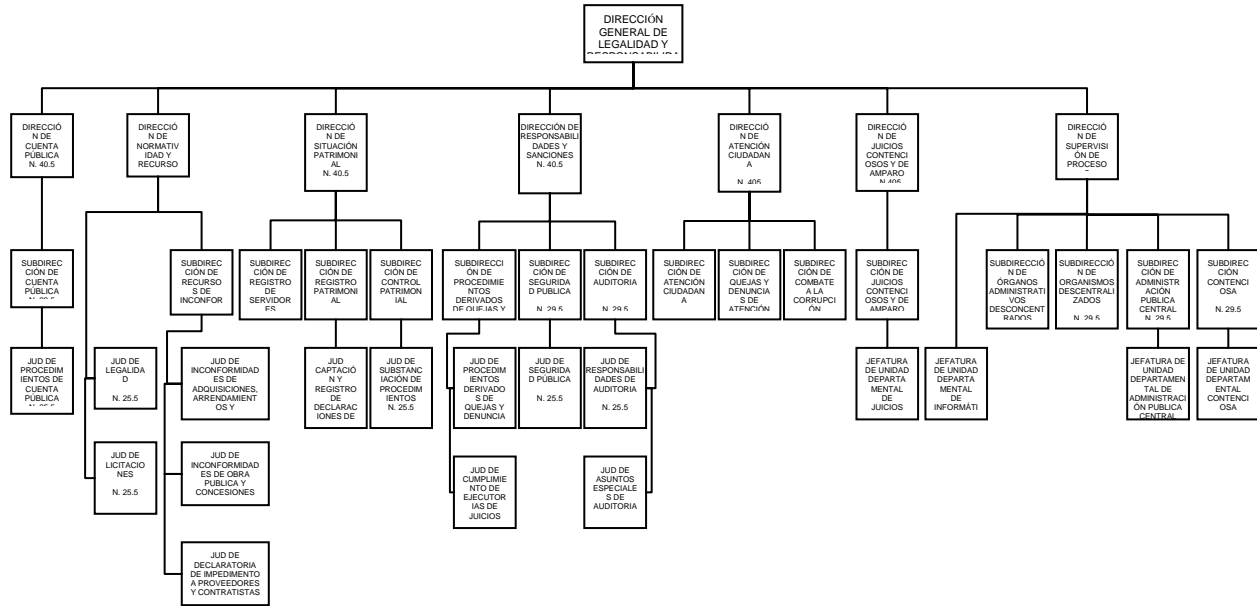 DIRECCIÓN
GENERAL DE
LEGALIDAD Y
DIRECCIÓ
N DE
CUENTA
PÚBLICA
N. 40.5
DIRECCIÓ
N DE
NORMATIV
IDAD Y
RECURSO
DIRECCIÓ
N DE
SITUACIÓN
PATRIMONI
AL
N. 40.5
DIRECCIÓN DE
RESPONSABILI
DADES Y
SANCIONES
N. 40.5
DIRECCIÓ
N DE
ATENCIÓN
CIUDADAN
A
N. 405
DIRECCIÓ
N DE
JUICIOS
CONTENCI
OSOS Y DE
AMPARO
N. 405
DIRECCIÓ
N DE
SUPERVISI
ÓN DE
PROCESO
SUBDIREC
CIÓN DE
CUENTA
PÚBLICA
SUBDIREC
CIÓN DE
RECURSO
S DE
INCONFOR
SUBDIREC
CIÓN DE
REGISTRO
DE
SERVIDOR
ES
SUBDIREC
CIÓN DE
REGISTRO
PATRIMONI
AL
SUBDIREC
CIÓN DE
CONTROL
PATRIMON
IAL
SUBDIRECCI
ÓN DE
PROCEDIMIE
NTOS
DERIVADOS
DE QUEJAS Y
SUBDIREC
CIÓN DE
SEGURIDA
D PUBLICA
N. 29.5
SUBDIREC
CIÓN DE
AUDITORIA
N. 29.5
SUBDIREC
CIÓN DE
ATENCIÓN
CIUDADAN
A
SUBDIREC
CIÓN DE
QUEJAS Y
DENUNCIA
S DE
ATENCIÓN
SUBDIREC
CIÓN DE
COMBATE
A LA
CORRUPCI
ÓN
SUBDIREC
CIÓN DE
JUICIOS
CONTENCI
OSOS Y DE
AMPARO
SUBDIRECCIÓ
N DE
ÓRGANOS
ADMINISTRATI
VOS
DESCONCENT
RADOS
SUBDIRECCIÓ
N DE
ORGANISMOS
DESCENTRALI
ZADOS
N. 29.5
SUBDIREC
CIÓN DE
ADMINISTR
ACIÓN
PUBLICA
CENTRAL
N. 29.5
SUBDIREC
CIÓN
CONTENCI
OSA
N. 29.5
JUD DE
PROCEDIM
IENTOS DE
CUENTA
PÚBLICA
JUD DE
LEGALIDA
D
N. 25.5
JUD DE
INCONFORMIDAD
ES DE
ADQUISICIONES,
ARRENDAMIENT
OS Y
JUD
CAPTACIÓ
N Y
REGISTRO
DE
DECLARAC
IONES DE
JUD DE
SUBSTANC
IACIÓN DE
PROCEDIM
IENTOS
N. 25.5
JUD DE
PROCEDIM
IENTOS
DERIVADO
S DE
QUEJAS Y
DENUNCIA
JUD DE
SEGURIDA
D PÚBLICA
N. 25.5
JUD DE
RESPONSABILI
DADES DE
AUDITORIA
N. 25.5
JEFATURA
DE UNIDAD
DEPARTA
MENTAL
DE
JUICIOS
JEFATURA
DE UNIDAD
DEPARTA
MENTAL
DE
INFORMÁTI
JEFATURA DE
UNIDAD
DEPARTAMEN
TAL DE
ADMINISTRACI
ÓN PUBLICA
CENTRAL
JEFATURA
DE UNIDAD
DEPARTAM
ENTAL
CONTENCI
OSA
JUD DE
LICITACIO
NES
N. 25.5
JUD DE
INCONFORMIDAD
ES DE OBRA
PUBLICA Y
CONCESIONES
JUD DE
CUMPLIMIE
NTO DE
EJECUTOR
IAS DE
JUICIOS
JUD DE
ASUNTOS
ESPECIALE
S DE
AUDITORIA
JUD DE
DECLARATORIA
DE IMPEDIMENTO
A PROVEEDORES
Y CONTRATISTAS